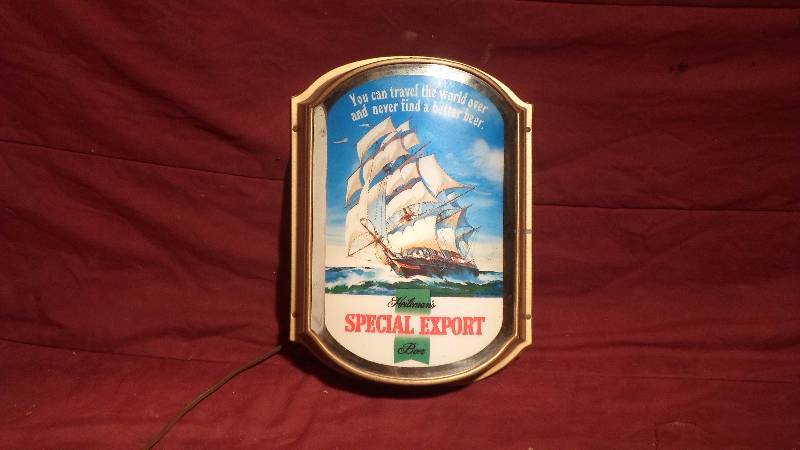 You can travel the world over
and never find a better beer.
Heileman's
SPECIAL EXPORT
Beer